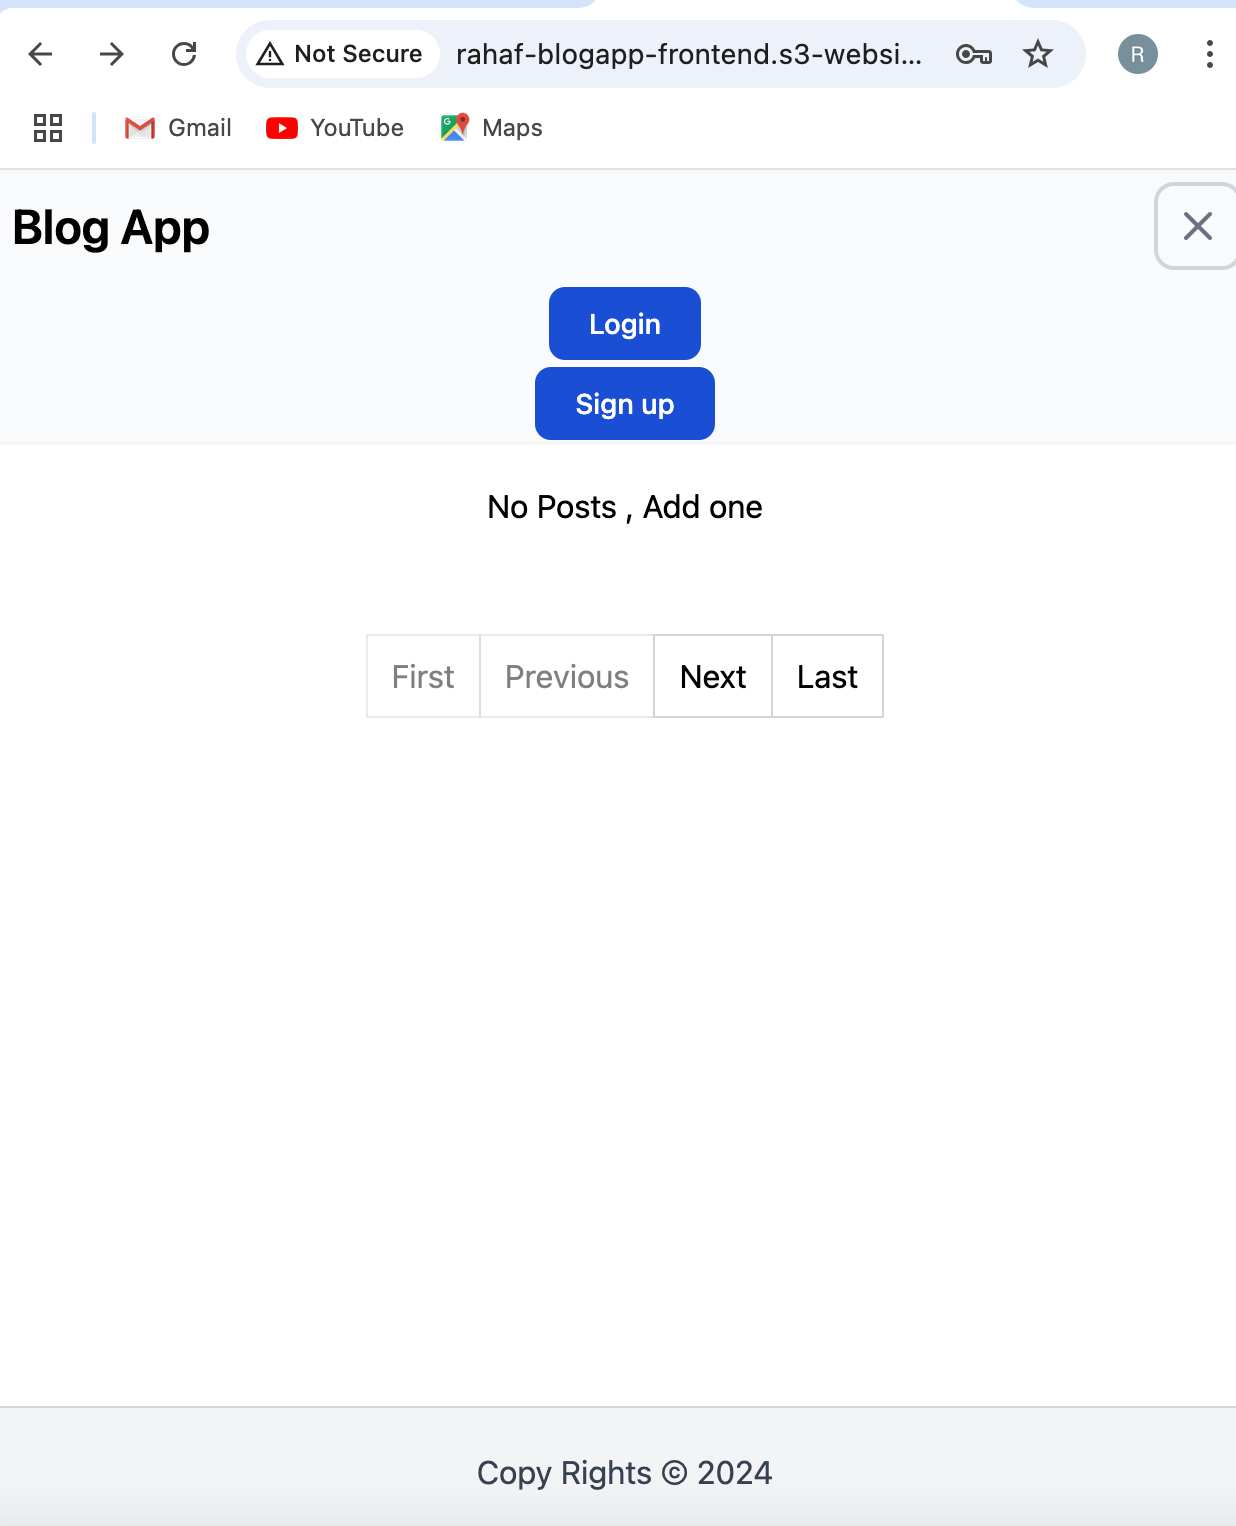 Not Secure rahaf-blogapp-frontend.s3-websi... R
Gmail YouTube Maps
Blog App
Login
Sign up
No Posts , Add one
First Previous Next Last
Copy Rights © 2024